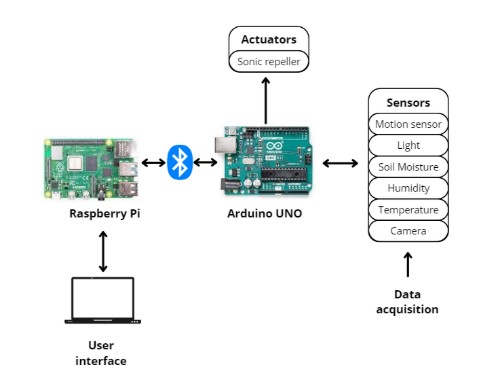 Actuators
Sonic repeller
Sensors
Motion sensor
Light
Soil Moisture
Humidity
Temperature
Camera
Raspberry Pi
Arduino UNO
Data
acquisition
User
interface